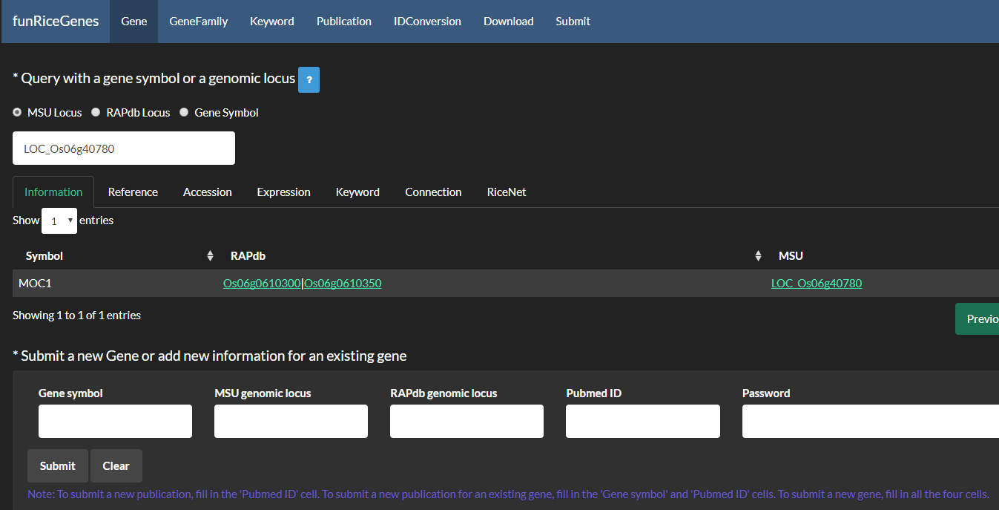 funRiceGenes Gene GeneFamily Keyword Publication IDConversion Download Submit
* Query with a gene symbol or a genomic locus ?
MSU Locus RAPdb Locus Gene Symbol
LOC_Os06g40780
Information Reference Accession Expression Keyword Connection RiceNet
Show 1 entries
Symbol RAPdb MSU
MOC1 Os06g0610300|Os06g0610350 LOC_Os06g40780
Showing 1 to 1 of 1 entries
Previo
* Submit a new Gene or add new information for an existing gene
Gene symbol MSU genomic locus RAPdb genomic locus Pubmed ID Password
Submit Clear
Note: To submit a new publication, fill in the 'Pubmed ID' cell. To submit a new publication for an existing gene, fill in the 'Gene symbol' and 'Pubmed ID' cells. To submit a new gene, fill in all the four cells.